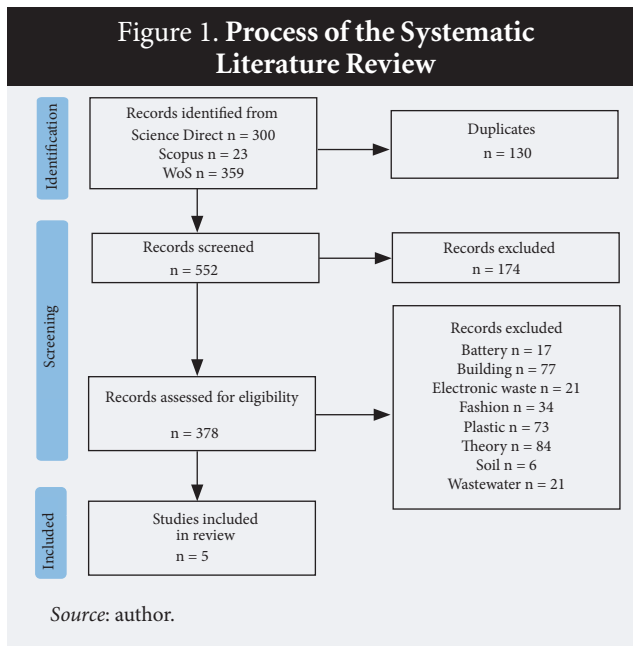 Figure 1. Process of the Systematic
Literature Review
Identification
Records identified from
Science Direct n = 300
Scopus n = 23
WoS n = 359
Duplicates
n = 130
Screening
Records screened
n = 552
Records excluded
n = 174
Records assessed for eligibility
n = 378
Records excluded
Battery n = 17
Building n = 77
Electronic waste n = 21
Fashion n = 34
Plastic n = 73
Theory n = 84
Soil n = 6
Wastewater n = 21
Included
Studies included
in review
n = 5
Source: author.